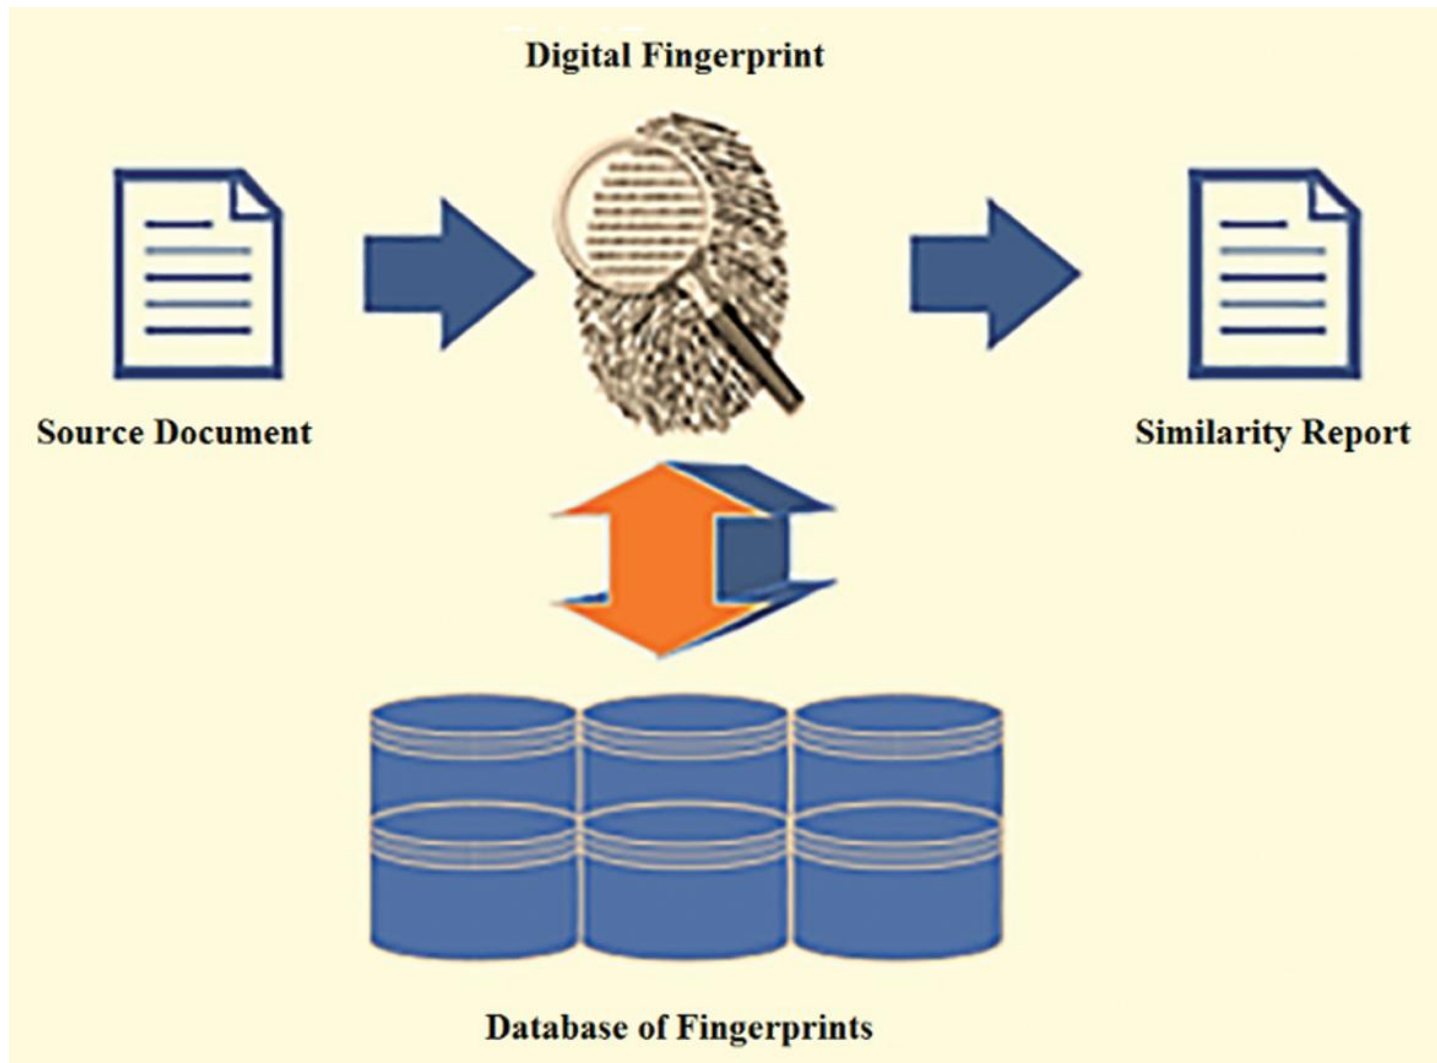 Digital Fingerprint
Source Document
Similarity Report
Database of Fingerprints